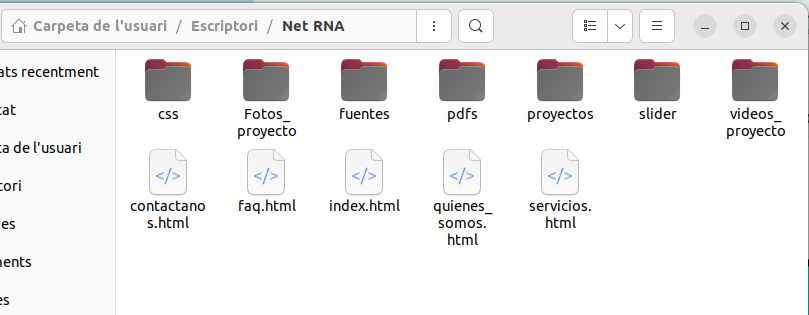 Carpeta de l'usuari / Escriptori / Net RNA
ats recentment
tat
ta de l'usuari
tori
es
ments
es
css
Fotos_
proyecto
fuentes
pdfs
proyectos
slider
videos_
proyecto
contactano
s.html
faq.html
index.html
quienes_
somos.
html
servicios.
html